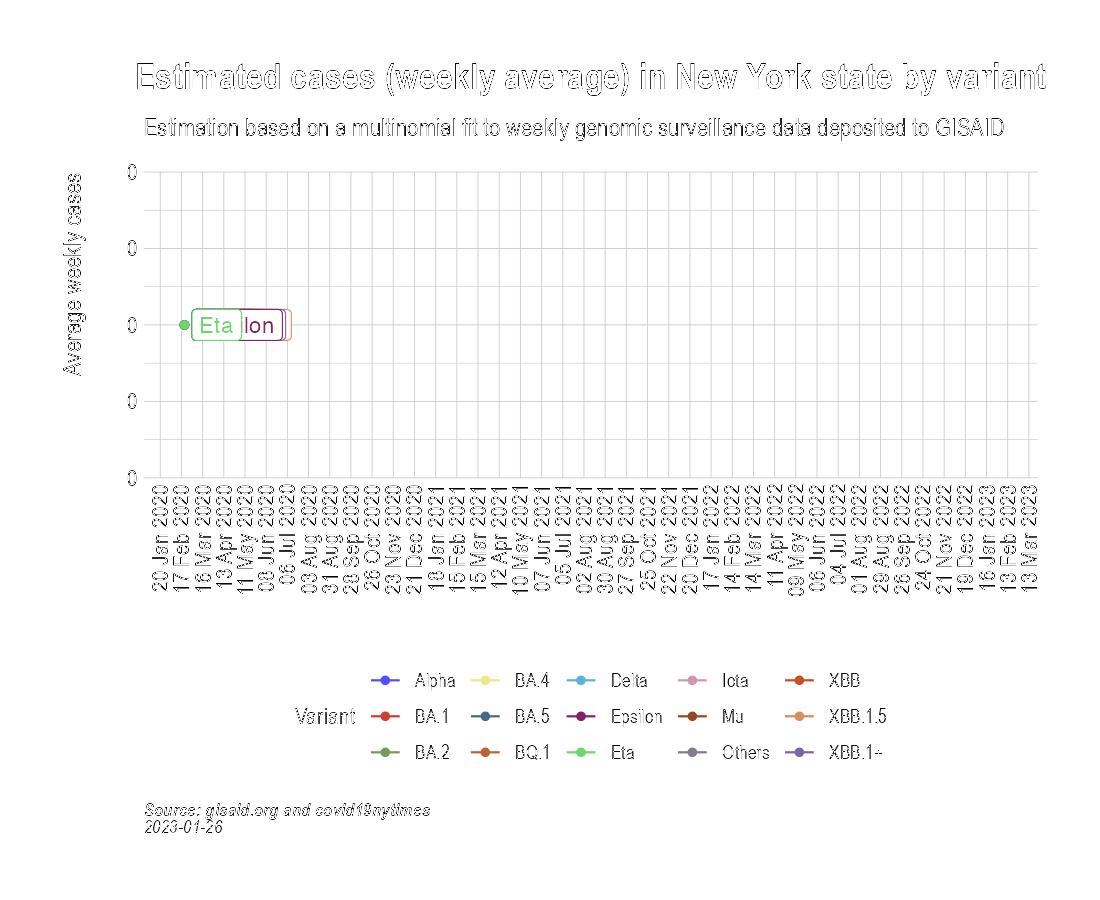 Estimated cases (weekly average) in New York state by variant
Estimation based on a multinomial fit to weekly genomic surveillance data deposited to GISAID
Average weekly cases
0
0
0
0
0
Eta
lon
20 Jan 2020
17 Feb 2020
16 Mar 2020
13 Apr 2020
11 May 2020
08 Jun 2020
06 Jul 2020
03 Aug 2020
31 Aug 2020
28 Sep 2020
26 Oct 2020
23 Nov 2020
21 Dec 2020
18 Jan 2021
15 Feb 2021
15 Mar 2021
12 Apr 2021
10 May 2021
07 Jun 2021
05 Jul 2021
02 Aug 2021
30 Aug 2021
27 Sep 2021
25 Oct 2021
22 Nov 2021
20 Dec 2021
17 Jan 2022
14 Feb 2022
14 Mar 2022
11 Apr 2022
09 May 2022
06 Jun 2022
04 Jul 2022
01 Aug 2022
29 Aug 2022
26 Sep 2022
24 Oct 2022
21 Nov 2022
19 Dec 2022
16 Jan 2023
13 Feb 2023
13 Mar 2023
Variant
Alpha
BA.1
BA.2
BA.4
BA.5
BQ.1
Delta
Epsilon
Eta
Iota
Mu
Others
XBB
XBB.1.5
XBB.1+
Source: gisaid.org and covid19nytimes
2023-01-26